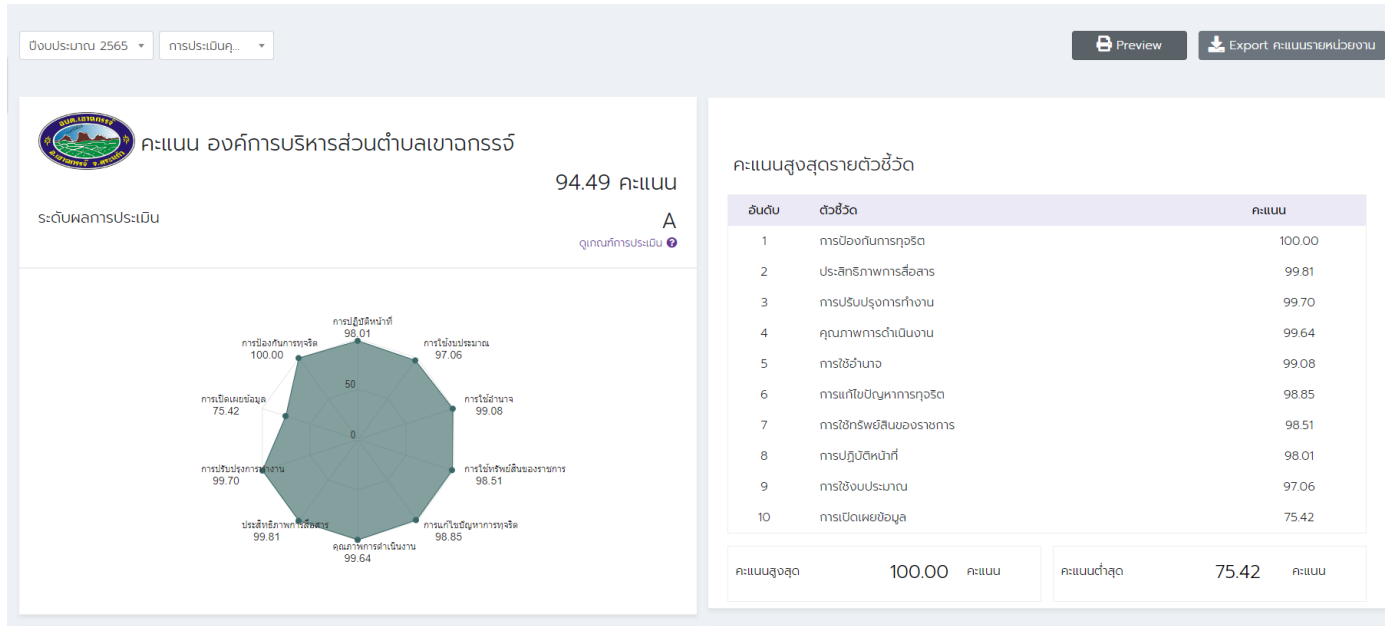 ปีงบประมาณ 2565
การประเมินคุ...
Preview
Export คะแนนรายหน่วยงาน
อบต.เขาฉกรรจ์
อ.เขาฉกรรจ์ จ.สระแก้ว
คะแนน องค์การบริหารส่วนตำบลเขาฉกรรจ์
94.49 คะแนน
ระดับผลการประเมิน
A
ดูเกณฑ์การประเมิน ?
การปฏิบัติหน้าที่
98.01
การป้องกันการทุจริต
100.00
การใช้งบประมาณ
97.06
50
การเปิดเผยข้อมูล
75.42
การใช้อำนาจ
99.08
0
การปรับปรุงการทำงาน
99.70
การใช้ทรัพย์สินของราชการ
98.51
ประสิทธิภาพการสื่อสาร
99.81
การแก้ไขปัญหาการทุจริต
98.85
คุณภาพการดำเนินงาน
99.64
คะแนนสูงสุดรายตัวชี้วัด
อันดับ ตัวชี้วัด คะแนน
1 การป้องกันการทุจริต 100.00
2 ประสิทธิภาพการสื่อสาร 99.81
3 การปรับปรุงการทำงาน 99.70
4 คุณภาพการดำเนินงาน 99.64
5 การใช้อำนาจ 99.08
6 การแก้ไขปัญหาการทุจริต 98.85
7 การใช้ทรัพย์สินของราชการ 98.51
8 การปฏิบัติหน้าที่ 98.01
9 การใช้งบประมาณ 97.06
10 การเปิดเผยข้อมูล 75.42
คะแนนสูงสุด 100.00 คะแนน
คะแนนต่ำสุด 75.42 คะแนน